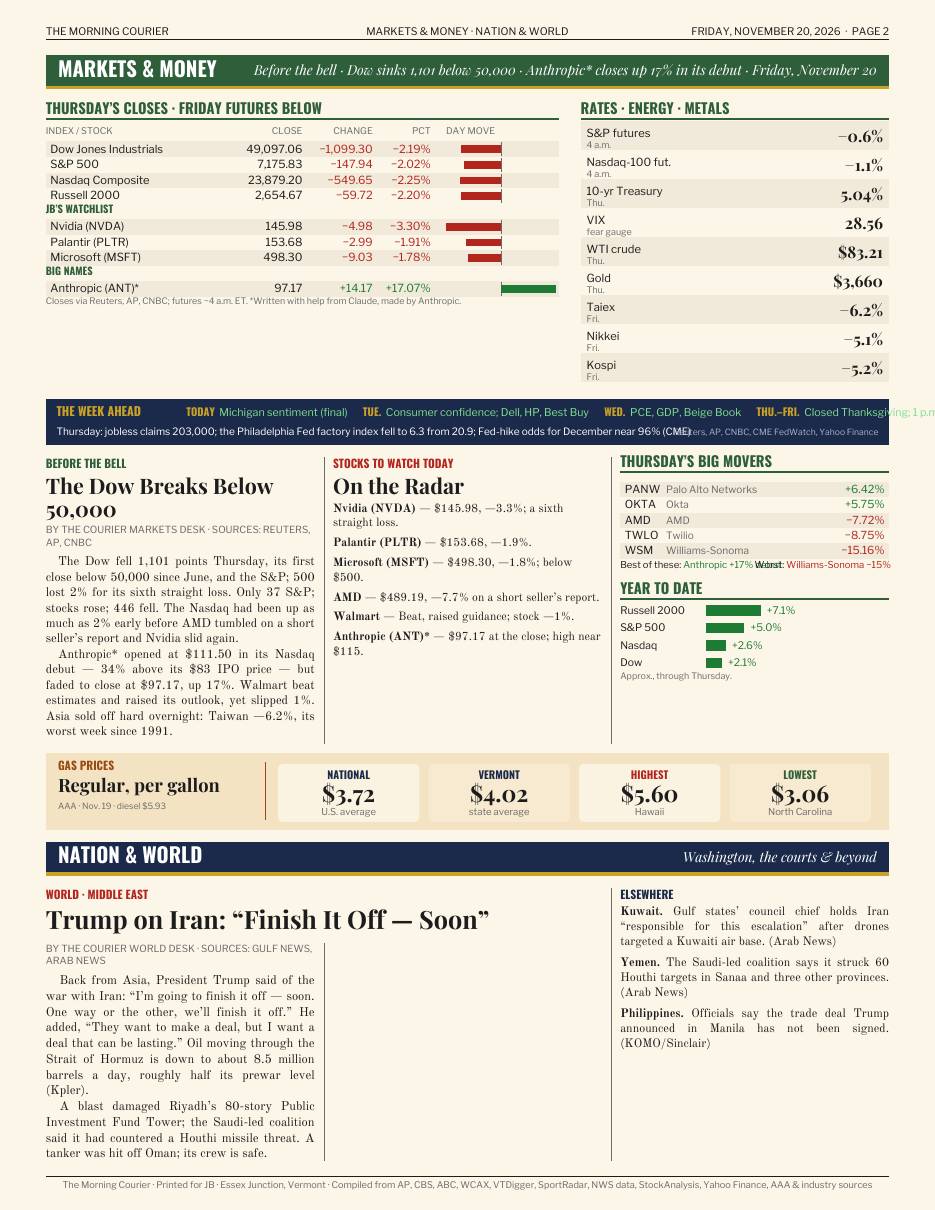 THE MORNING COURIER
MARKETS & MONEY · NATION & WORLD
FRIDAY, NOVEMBER 20, 2026 · PAGE 2
MARKETS & MONEY
Before the bell · Dow sinks 1,101 below 50,000 · Anthropic* closes up 17% in its debut · Friday, November 20
THURSDAY'S CLOSES · FRIDAY FUTURES BELOW
INDEX / STOCK CLOSE CHANGE PCT DAY MOVE
Dow Jones Industrials 49,097.06 −1,099.30 −2.19%
S&P 500 7,175.83 −147.94 −2.02%
Nasdaq Composite 23,879.20 −549.65 −2.25%
Russell 2000 2,654.67 −59.72 −2.20%
JB'S WATCHLIST
Nvidia (NVDA) 145.98 −4.98 −3.30%
Palantir (PLTR) 153.68 −2.99 −1.91%
Microsoft (MSFT) 498.30 −9.03 −1.78%
BIG NAMES
Anthropic (ANT)* 97.17 +14.17 +17.07%
Closes via Reuters, AP, CNBC; futures ~4 a.m. ET. *Written with help from Claude, made by Anthropic.
RATES · ENERGY · METALS
S&P futures −0.6%
4 a.m.
Nasdaq-100 fut. −1.1%
4 a.m.
10-yr Treasury 5.04%
Thu.
VIX 28.56
fear gauge
WTI crude $83.21
Thu.
Gold $3,660
Thu.
Taiex −6.2%
Fri.
Nikkei −5.1%
Fri.
Kospi −5.2%
Fri.
THE WEEK AHEAD TODAY Michigan sentiment (final) TUE. Consumer confidence; Dell, HP, Best Buy WED. PCE, GDP, Beige Book THU.–FRI. Closed Thanksgiving; 1 p.m
Thursday: jobless claims 203,000; the Philadelphia Fed factory index fell to 6.3 from 20.9; Fed-hike odds for December near 96% (CME)
Reuters, AP, CNBC, CME FedWatch, Yahoo Finance
BEFORE THE BELL
The Dow Breaks Below
50,000
BY THE COURIER MARKETS DESK · SOURCES: REUTERS,
AP, CNBC
The Dow fell 1,101 points Thursday, its first
close below 50,000 since June, and the S&P; 500
lost 2% for its sixth straight loss. Only 37 S&P;
stocks rose; 446 fell. The Nasdaq had been up as
much as 2% early before AMD tumbled on a short
seller's report and Nvidia slid again.
Anthropic* opened at $111.50 in its Nasdaq
debut — 34% above its $83 IPO price — but
faded to close at $97.17, up 17%. Walmart beat
estimates and raised its outlook, yet slipped 1%.
Asia sold off hard overnight: Taiwan −6.2%, its
worst week since 1991.
STOCKS TO WATCH TODAY
On the Radar
Nvidia (NVDA) — $145.98, −3.3%; a sixth
straight loss.
Palantir (PLTR) — $153.68, −1.9%.
Microsoft (MSFT) — $498.30, −1.8%; below
$500.
AMD — $489.19, −7.7% on a short seller's report.
Walmart — Beat, raised guidance; stock −1%.
Anthropic (ANT)* — $97.17 at the close; high near
$115.
THURSDAY'S BIG MOVERS
PANW Palo Alto Networks +6.42%
OKTA Okta +5.75%
AMD AMD −7.72%
TWLO Twilio −8.75%
WSM Williams-Sonoma −15.16%
Best of these: Anthropic +17% Worst: Williams-Sonoma −15%
YEAR TO DATE
Russell 2000 +7.1%
S&P 500 +5.0%
Nasdaq +2.6%
Dow +2.1%
Approx., through Thursday.
GAS PRICES
Regular, per gallon
AAA · Nov. 19 · diesel $5.93
NATIONAL
$3.72
U.S. average
VERMONT
$4.02
state average
HIGHEST
$5.60
Hawaii
LOWEST
$3.06
North Carolina
NATION & WORLD
Washington, the courts & beyond
WORLD · MIDDLE EAST
Trump on Iran: “Finish It Off — Soon”
BY THE COURIER WORLD DESK · SOURCES: GULF NEWS,
ARAB NEWS
Back from Asia, President Trump said of the
war with Iran: “I'm going to finish it off — soon.
One way or the other, we'll finish it off.” He
added, “They want to make a deal, but I want a
deal that can be lasting.” Oil moving through the
Strait of Hormuz is down to about 8.5 million
barrels a day, roughly half its prewar level
(Kpler).
A blast damaged Riyadh's 80-story Public
Investment Fund Tower; the Saudi-led coalition
said it had countered a Houthi missile threat. A
tanker was hit off Oman; its crew is safe.
ELSEWHERE
Kuwait. Gulf states' council chief holds Iran
“responsible for this escalation” after drones
targeted a Kuwaiti air base. (Arab News)
Yemen. The Saudi-led coalition says it struck 60
Houthi targets in Sanaa and three other provinces.
(Arab News)
Philippines. Officials say the trade deal Trump
announced in Manila has not been signed.
(KOMO/Sinclair)
The Morning Courier · Printed for JB · Essex Junction, Vermont · Compiled from AP, CBS, ABC, WCAX, VTDigger, SportRadar, NWS data, StockAnalysis, Yahoo Finance, AAA & industry sources